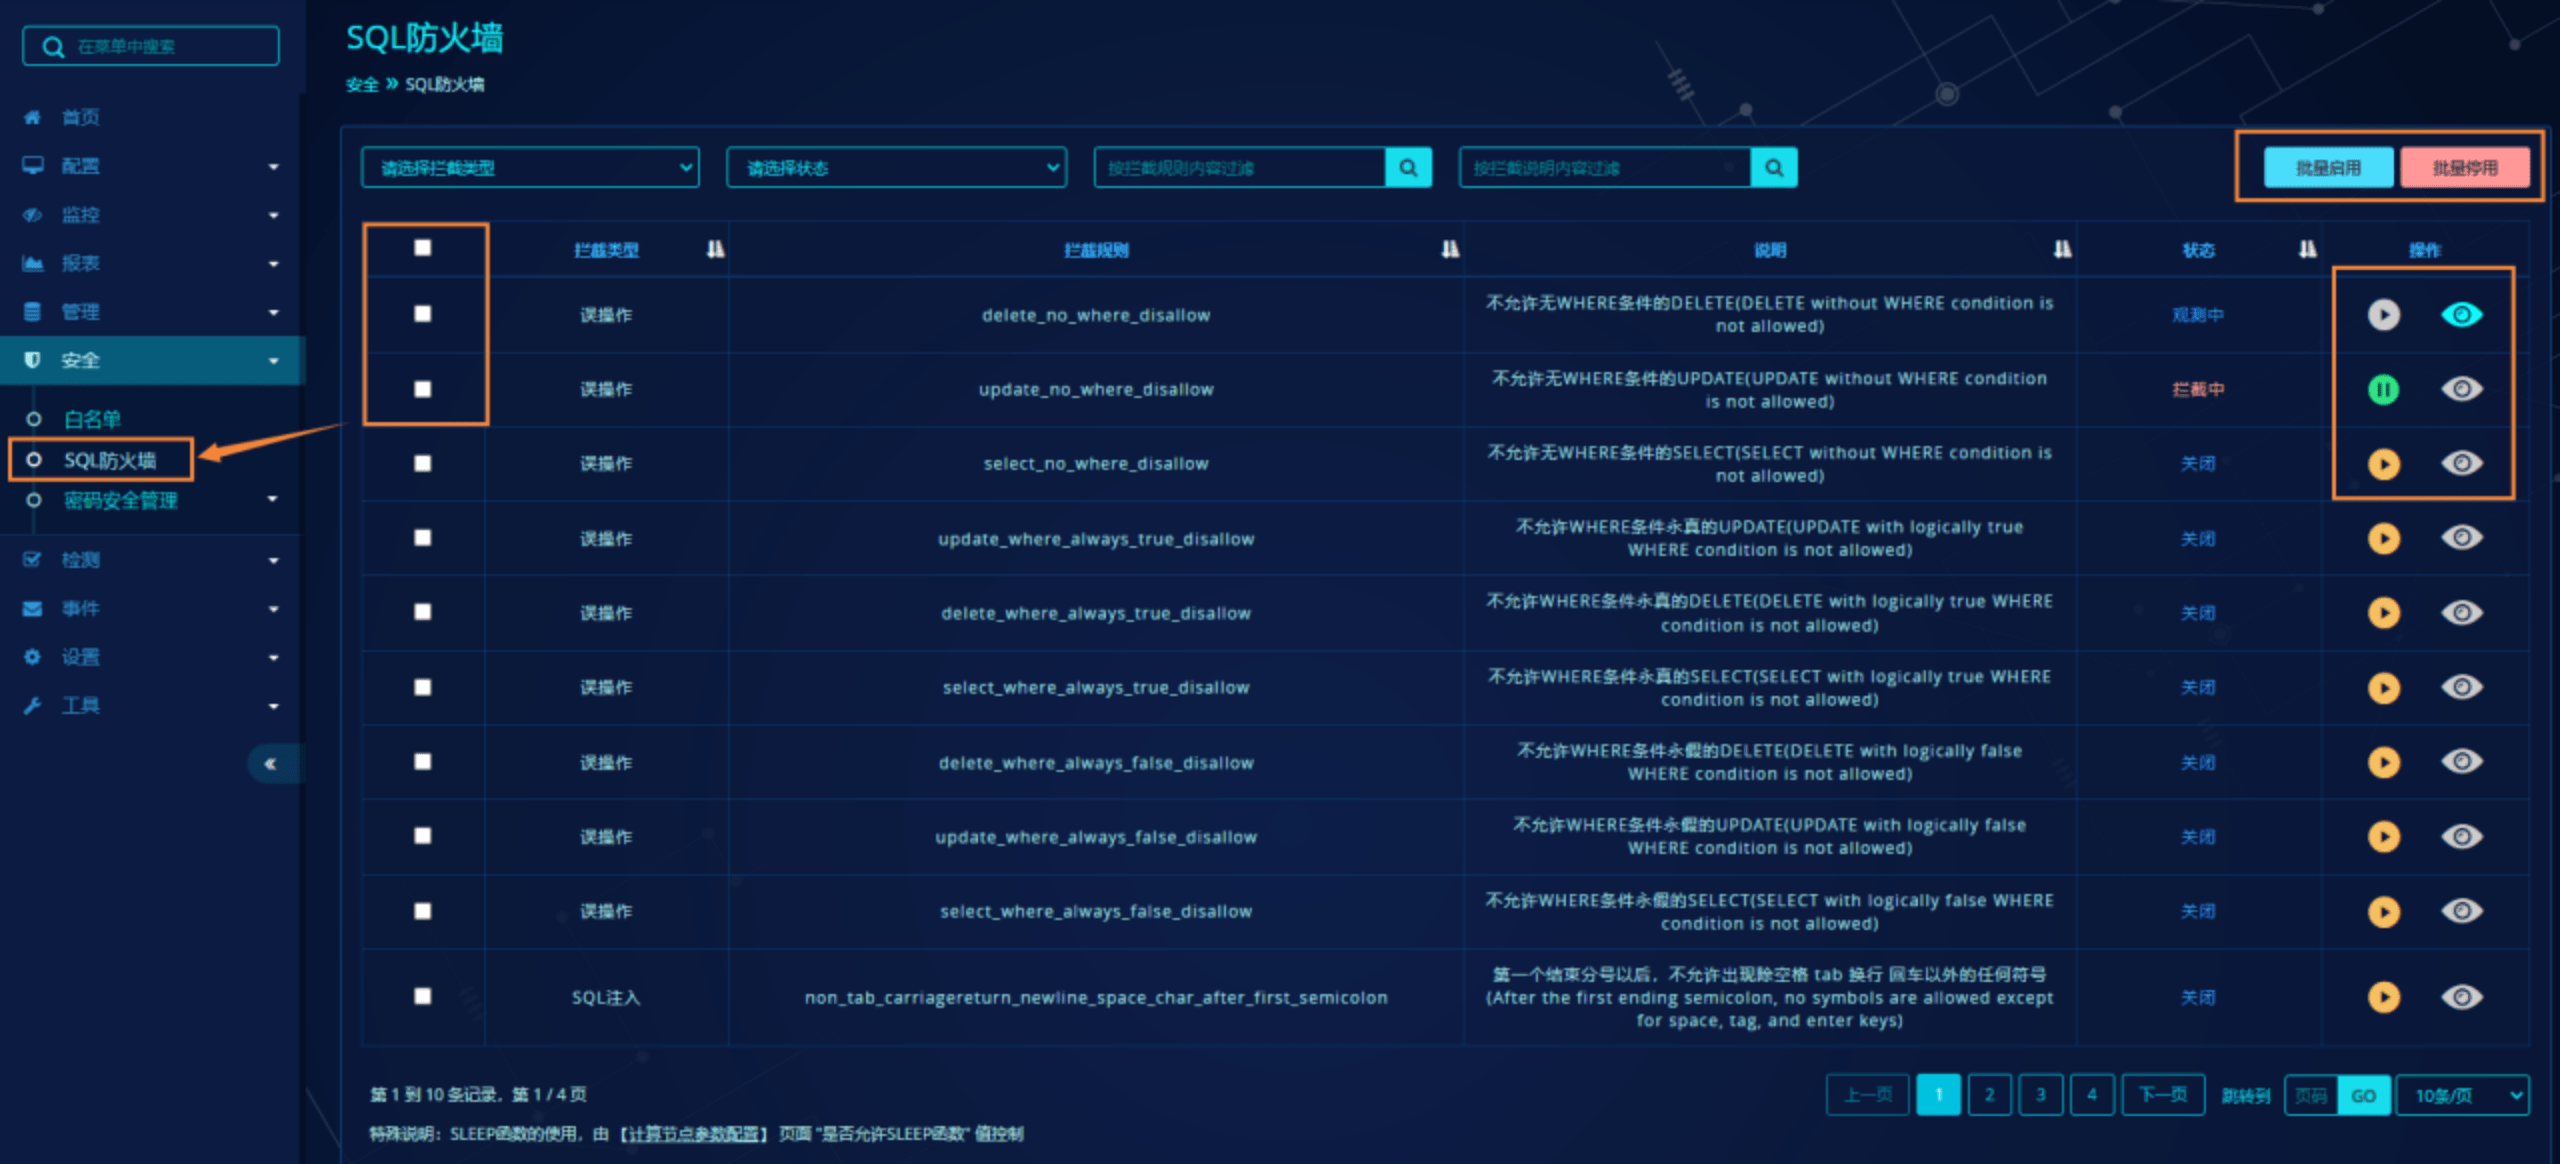 在菜单中搜索
首页
配置
监控
报表
管理
安全
白名单
SQL防火墙
密码安全管理
检测
事件
设置
工具
«
SQL防火墙
安全 » SQL防火墙
请选择拦截类型
请选择状态
按拦截规则内容过滤
按拦截说明内容过滤
批量启用
批量停用
拦截类型
拦截规则
说明
状态
操作
误操作
delete_no_where_disallow
不允许无WHERE条件的DELETE(DELETE without WHERE condition is
not allowed)
观测中
误操作
update_no_where_disallow
不允许无WHERE条件的UPDATE(UPDATE without WHERE condition
is not allowed)
拦截中
误操作
select_no_where_disallow
不允许无WHERE条件的SELECT(SELECT without WHERE condition is
not allowed)
关闭
误操作
update_where_always_true_disallow
不允许WHERE条件永真的UPDATE(UPDATE with logically true
WHERE condition is not allowed)
关闭
误操作
delete_where_always_true_disallow
不允许WHERE条件永真的DELETE(DELETE with logically true WHERE
condition is not allowed)
关闭
误操作
select_where_always_true_disallow
不允许WHERE条件永真的SELECT(SELECT with logically true WHERE
condition is not allowed)
关闭
误操作
delete_where_always_false_disallow
不允许WHERE条件永假的DELETE(DELETE with logically false
WHERE condition is not allowed)
关闭
误操作
update_where_always_false_disallow
不允许WHERE条件永假的UPDATE(UPDATE with logically false
WHERE condition is not allowed)
关闭
误操作
select_where_always_false_disallow
不允许WHERE条件永假的SELECT(SELECT with logically false WHERE
condition is not allowed)
关闭
SQL注入
non_tab_carriagereturn_newline_space_char_after_first_semicolon
第一个结束分号以后，不允许出现除空格 tab 换行 回车以外的任何符号
(After the first ending semicolon, no symbols are allowed except
for space, tag, and enter keys)
关闭
第 1 到 10 条记录，第 1 / 4 页
上一页 1 2 3 4 下一页 跳转到 页码 GO 10条/页
特殊说明：SLEEP函数的使用，由 【计算节点参数配置】 页面 "是否允许SLEEP函数" 值控制